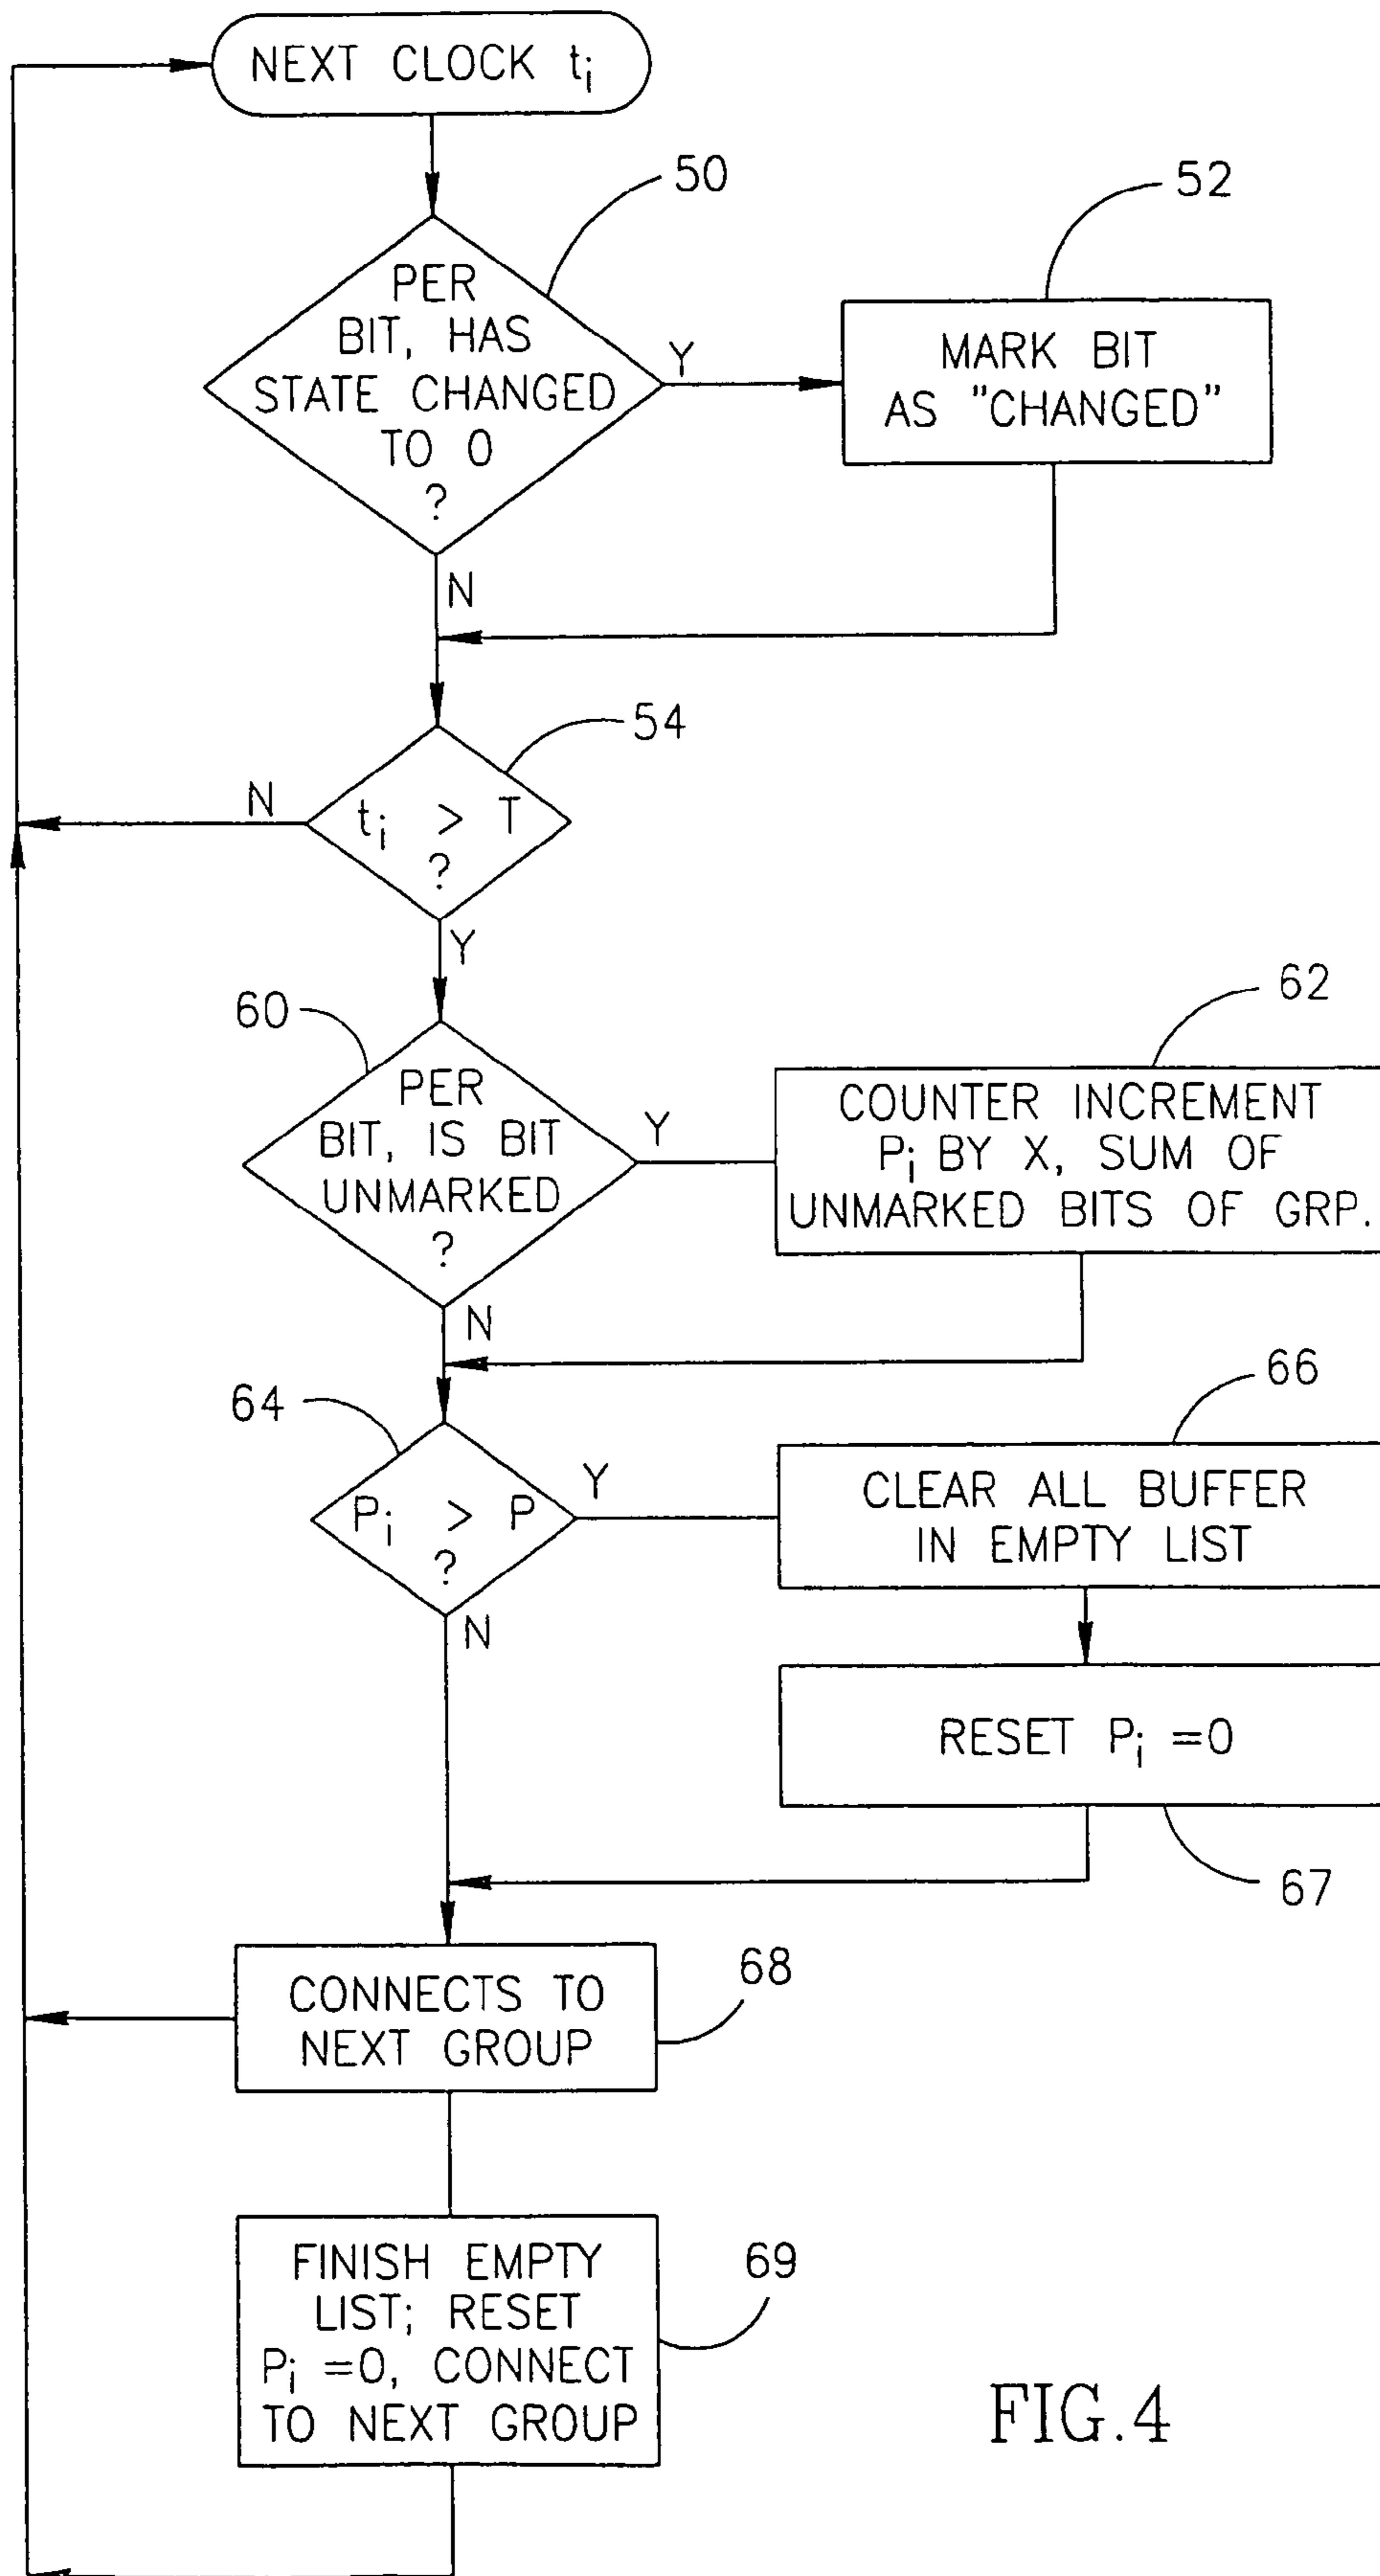 NEXT CLOCK ti
50
52
PER
BIT, HAS
STATE CHANGED
TO 0
?
Y
MARK BIT
AS "CHANGED"
N
54
N
ti > T
?
Y
60
62
PER
BIT, IS BIT
UNMARKED
?
Y
COUNTER INCREMENT
Pi BY X, SUM OF
UNMARKED BITS OF GRP.
N
64
66
Pi > P
?
Y
CLEAR ALL BUFFER
IN EMPTY LIST
N
RESET Pi =0
67
CONNECTS TO
NEXT GROUP
68
FINISH EMPTY
LIST; RESET
Pi =0, CONNECT
TO NEXT GROUP
69
FIG.4